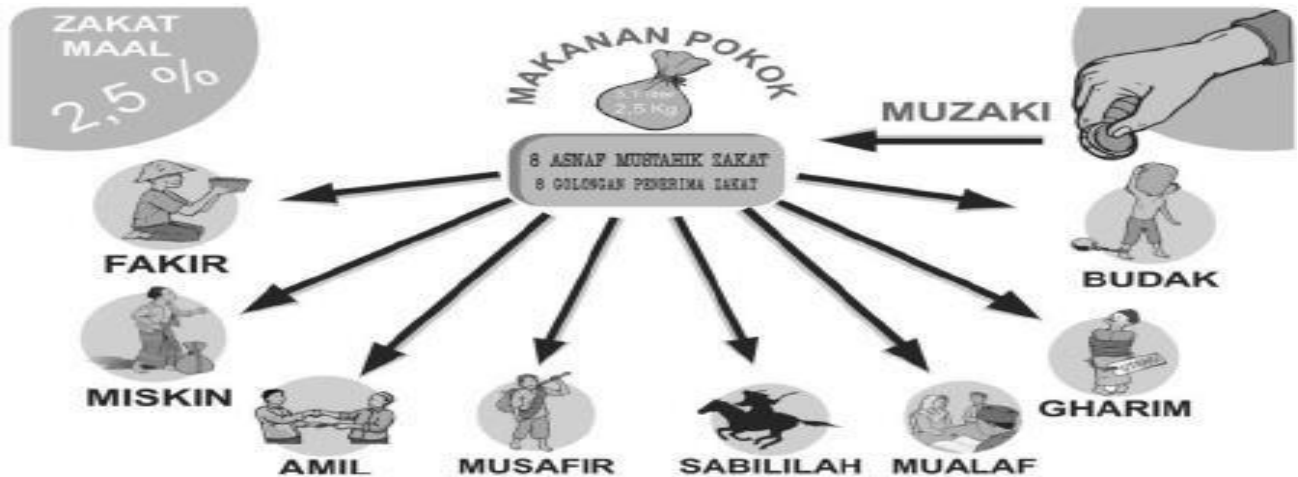 ZAKAT
MAAL
2,5 %
MAKANAN POKOK
2,5 Kg
MUZAKI
8 ASNAF MUSTAHIK ZAKAT
8 GOLONGAN PENERIMA ZAKAT
FAKIR
BUDAK
MISKIN
GHARIM
AMIL
MUSAFIR
SABILILAH
MUALAF